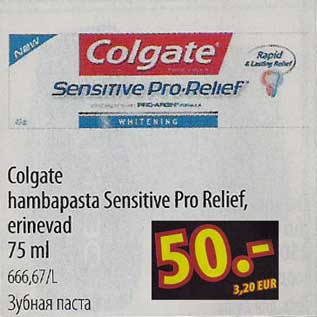 NEW
Colgate
Rapid
& Lasting Relief
Sensitive Pro-Relief
PRO-ARGIN FORMULA
WHITENING
Colgate
hambapasta Sensitive Pro Relief,
erinevad
75 ml
666,67/L
Зубная паста
50.-
3,20 EUR